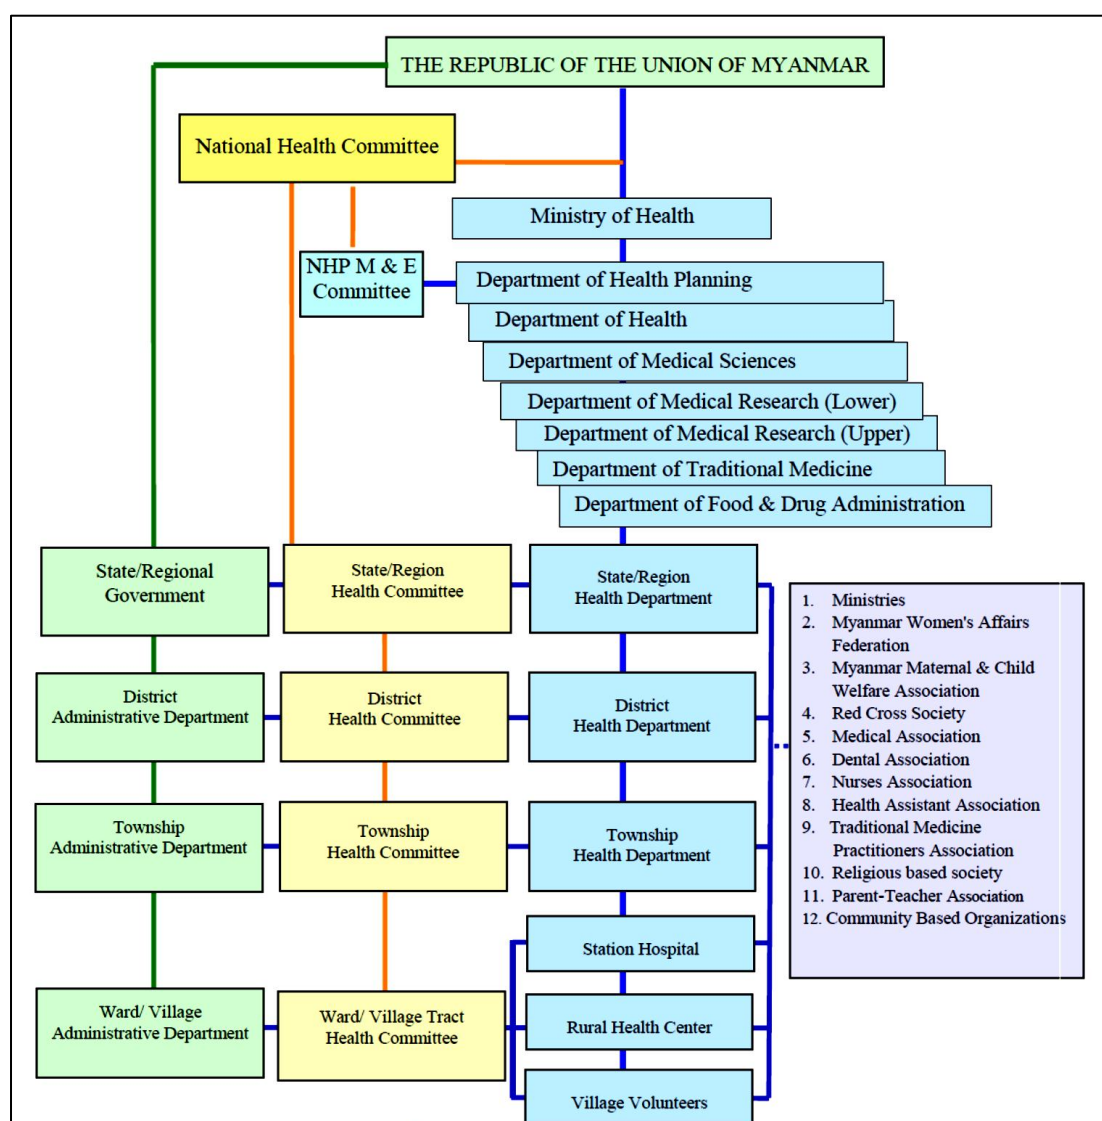 THE REPUBLIC OF THE UNION OF MYANMAR
National Health Committee
Ministry of Health
NHP M & E
Committee
Department of Health Planning
Department of Health
Department of Medical Sciences
Department of Medical Research (Lower)
Department of Medical Research (Upper)
Department of Traditional Medicine
Department of Food & Drug Administration
State/Regional
Government
State/Region
Health Committee
State/Region
Health Department
District
Administrative Department
District
Health Committee
District
Health Department
Township
Administrative Department
Township
Health Committee
Township
Health Department
Station Hospital
Ward/ Village
Administrative Department
Ward/ Village Tract
Health Committee
Rural Health Center
Village Volunteers
1. Ministries
2. Myanmar Women's Affairs
Federation
3. Myanmar Maternal & Child
Welfare Association
4. Red Cross Society
5. Medical Association
6. Dental Association
7. Nurses Association
8. Health Assistant Association
9. Traditional Medicine
Practitioners Association
10. Religious based society
11. Parent-Teacher Association
12. Community Based Organizations